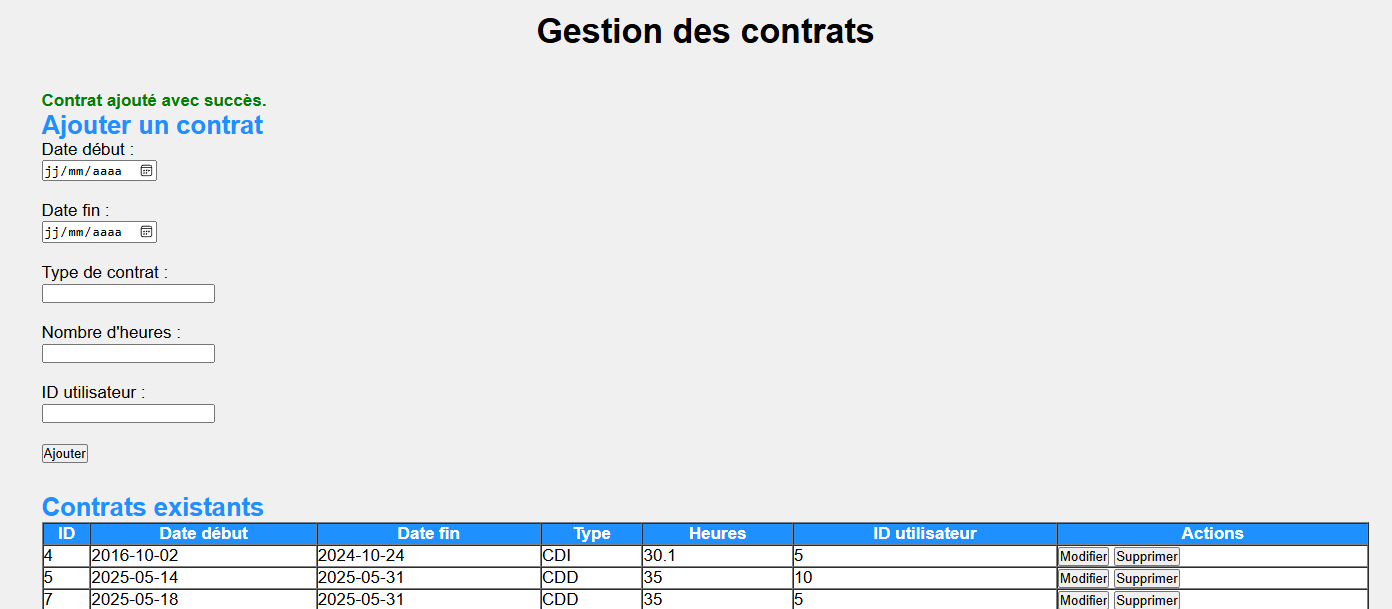 Gestion des contrats
Contrat ajouté avec succès.
Ajouter un contrat
Date début :
jj/mm/aaaa
Date fin :
jj/mm/aaaa
Type de contrat :
Nombre d'heures :
ID utilisateur :
Ajouter
Contrats existants
ID Date début Date fin Type Heures ID utilisateur Actions
4 2016-10-02 2024-10-24 CDI 30.1 5 Modifier Supprimer
5 2025-05-14 2025-05-31 CDD 35 10 Modifier Supprimer
7 2025-05-18 2025-05-31 CDD 35 5 Modifier Supprimer